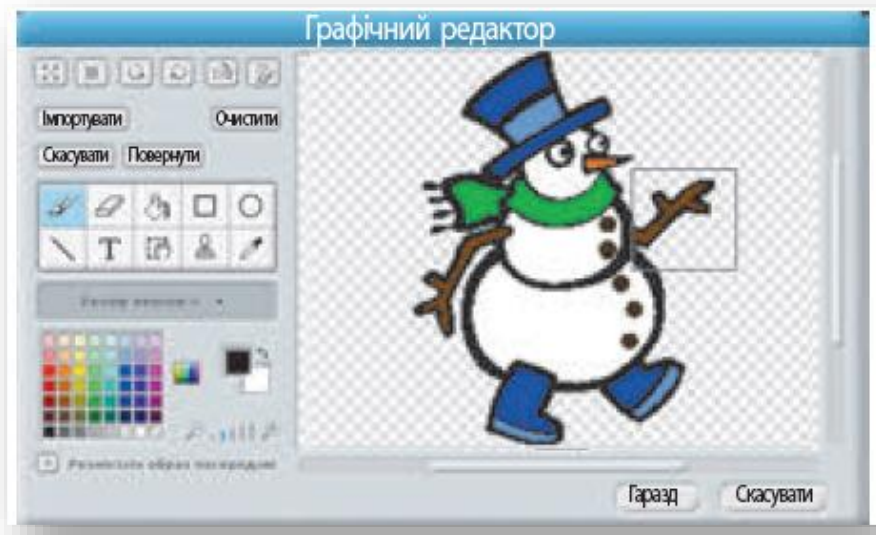 Графічний редактор
Імпортувати Очистити
Скасувати Повернути
T
Гаразд Скасувати